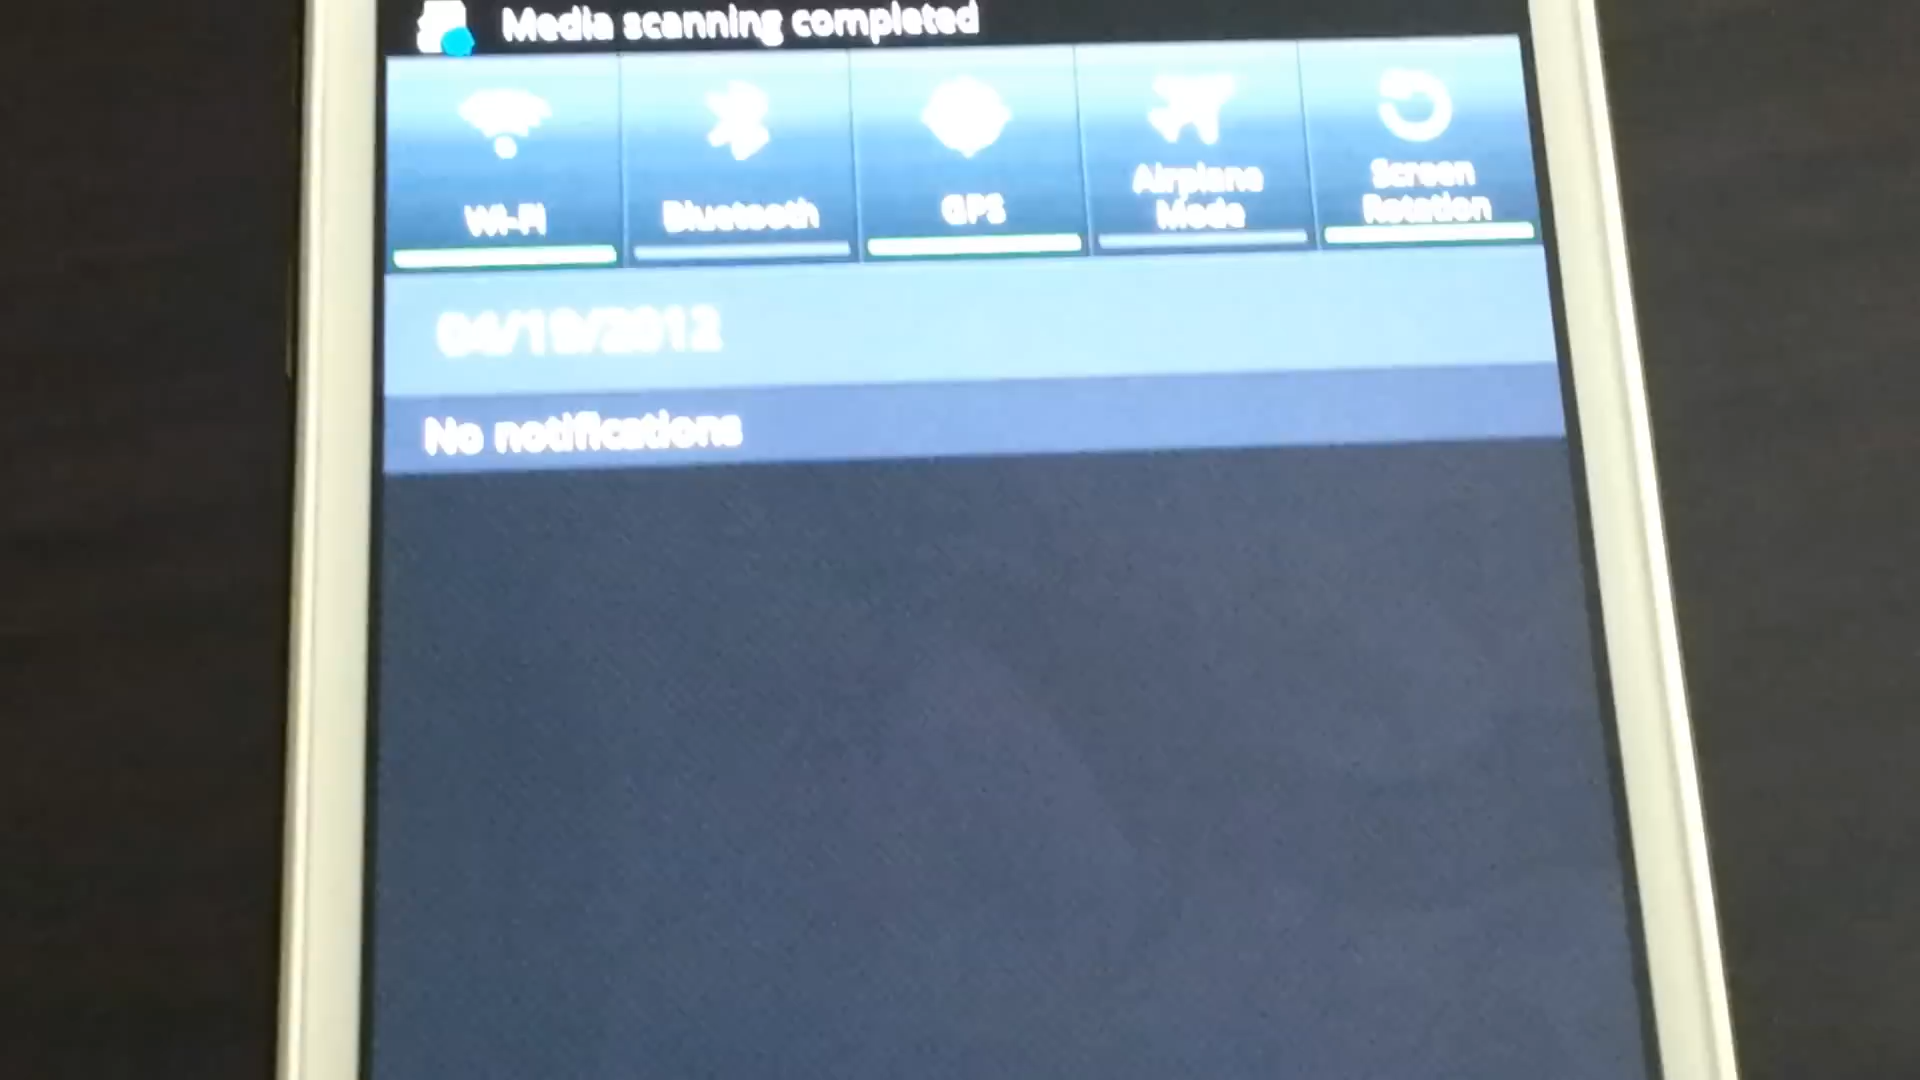 Media scanning completed
Wi-Fi
Bluetooth
GPS
Airplane
Mode
Screen
Rotation
04/19/2012
No notifications